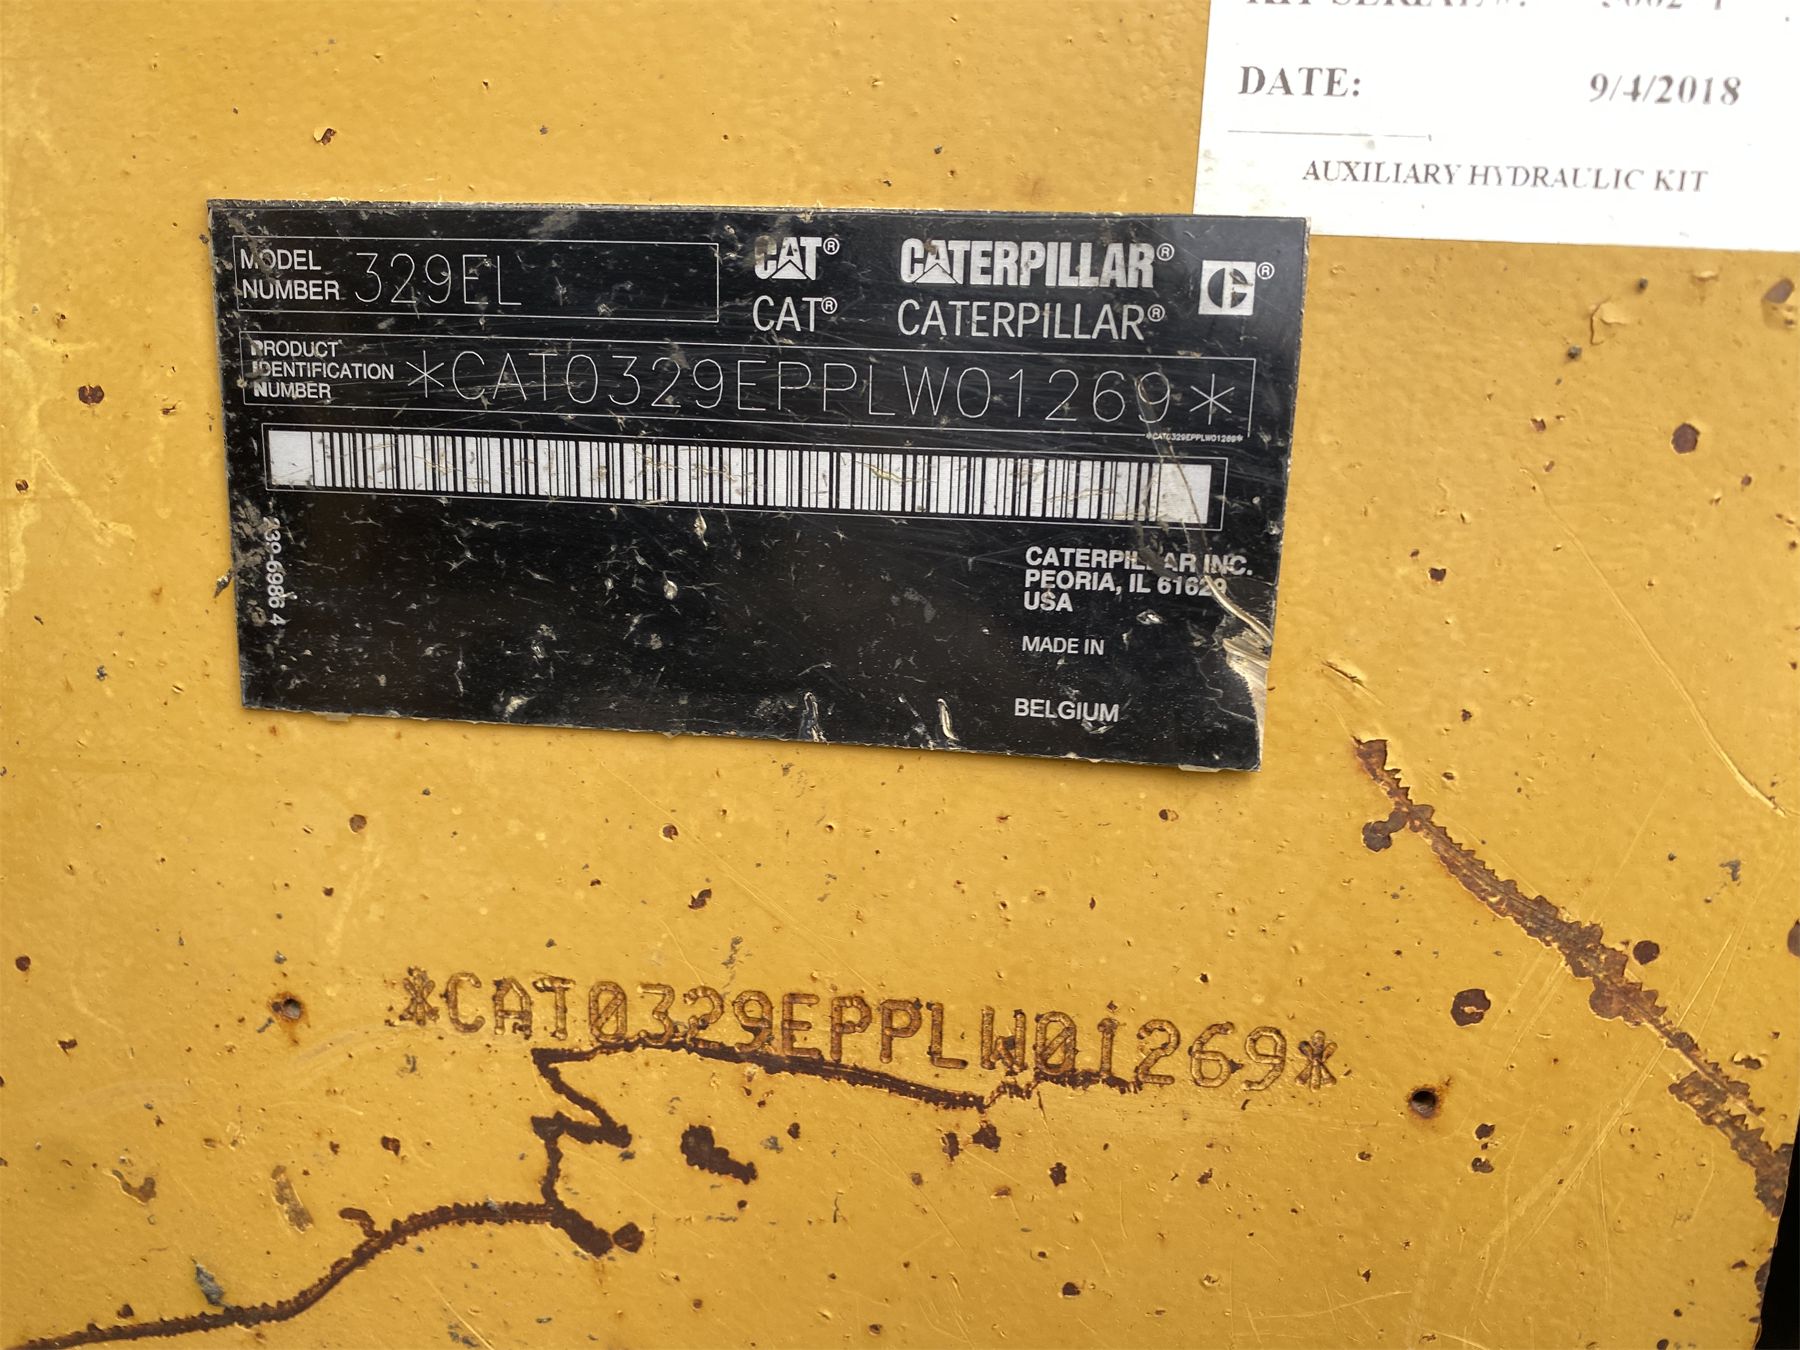 DATE: 9/4/2018
AUXILIARY HYDRAULIC KIT
MODEL NUMBER 329EL
CAT® CATERPILLAR®
CAT® CATERPILLAR®
PRODUCT IDENTIFICATION NUMBER *CAT0329EPPLW01269*
*CAT0329EPPLW01269*
CATERPILLAR INC.
PEORIA, IL 61629
USA
MADE IN
BELGIUM
*CAT0329EPPLW01269*